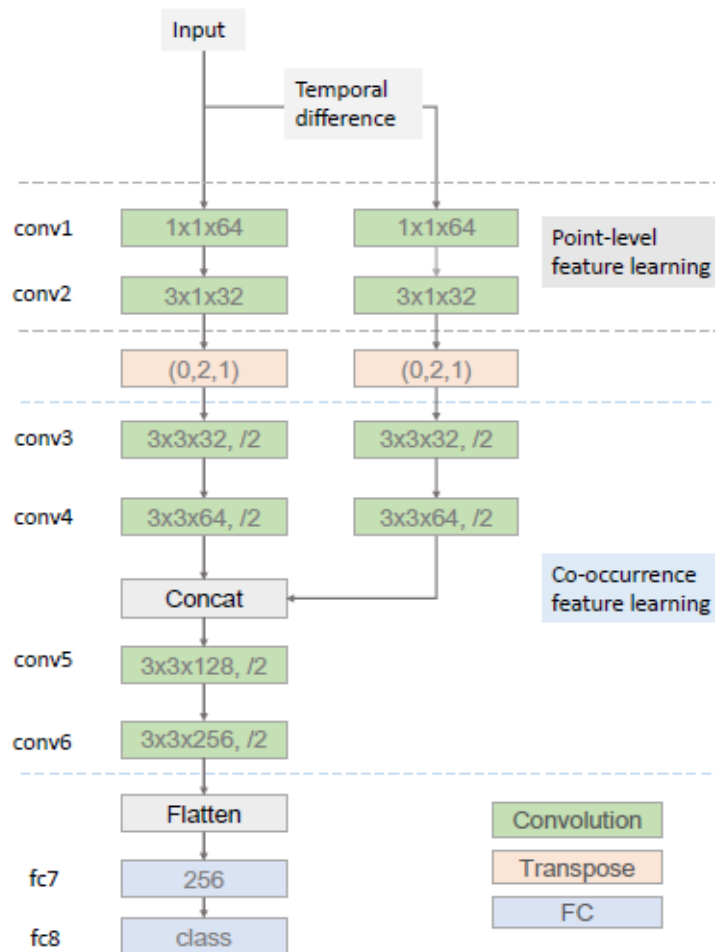 Input
Temporal
difference
conv1
1x1x64
1x1x64
Point-level
feature learning
conv2
3x1x32
3x1x32
(0,2,1)
(0,2,1)
conv3
3x3x32, /2
3x3x32, /2
conv4
3x3x64, /2
3x3x64, /2
Concat
Co-occurrence
feature learning
conv5
3x3x128, /2
conv6
3x3x256, /2
Flatten
Convolution
fc7
256
Transpose
FC
fc8
class